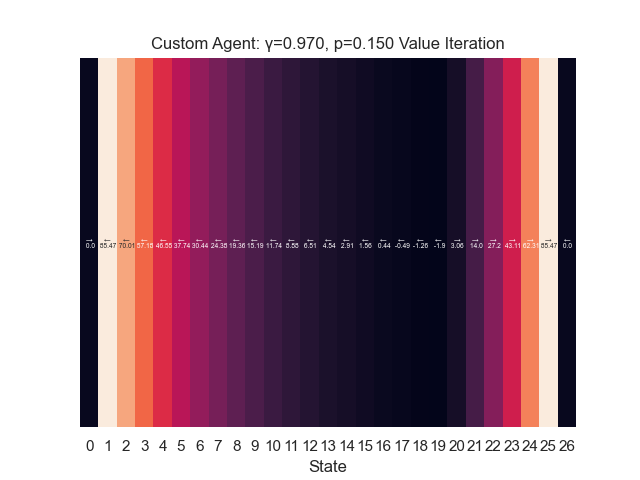 Custom Agent: γ=0.970, p=0.150 Value Iteration
0.0 85.47 70.01 57.18 46.55 37.74 30.44 24.38 19.36 15.19 11.74 8.88 6.51 4.54 2.91 1.56 0.44 -0.49 -1.26 -1.9 3.06 14.0 27.2 43.11 62.31 85.47 0.0
0 1 2 3 4 5 6 7 8 9 10 11 12 13 14 15 16 17 18 19 20 21 22 23 24 25 26
State